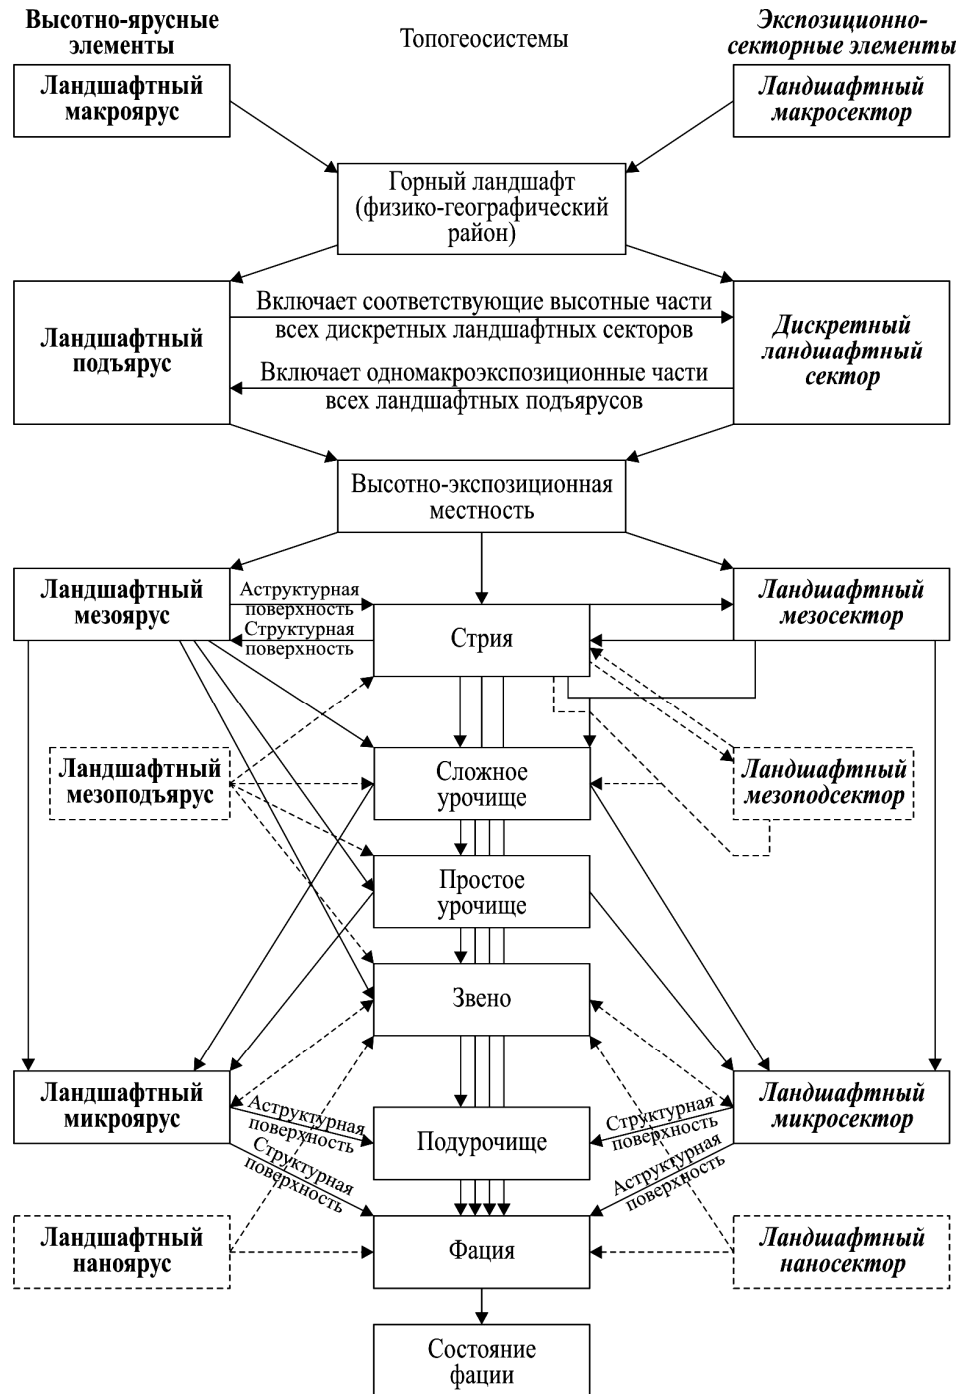 Высотно-ярусные
элементы
Топогеосистемы
Экспозиционно-
секторные элементы
Ландшафтный
макроярус
Ландшафтный
макросектор
Горный ландшафт
(физико-географический
район)
Ландшафтный
подъярус
Включает соответствующие высотные части
всех дискретных ландшафтных секторов
Включает одномакроэкспозиционные части
всех ландшафтных подъярусов
Дискретный
ландшафтный
сектор
Высотно-экспозиционная
местность
Ландшафтный
мезоярус
Аструктурная
поверхность
Структурная
поверхность
Стрия
Ландшафтный
мезосектор
Ландшафтный
мезоподъярус
Сложное
урочище
Ландшафтный
мезоподсектор
Простое
урочище
Звено
Ландшафтный
микроярус
Аструктурная
поверхность
Структурная
поверхность
Подурочище
Структурная
поверхность
Аструктурная
поверхность
Ландшафтный
микросектор
Ландшафтный
наноярус
Фация
Ландшафтный
наносектор
Состояние
фации